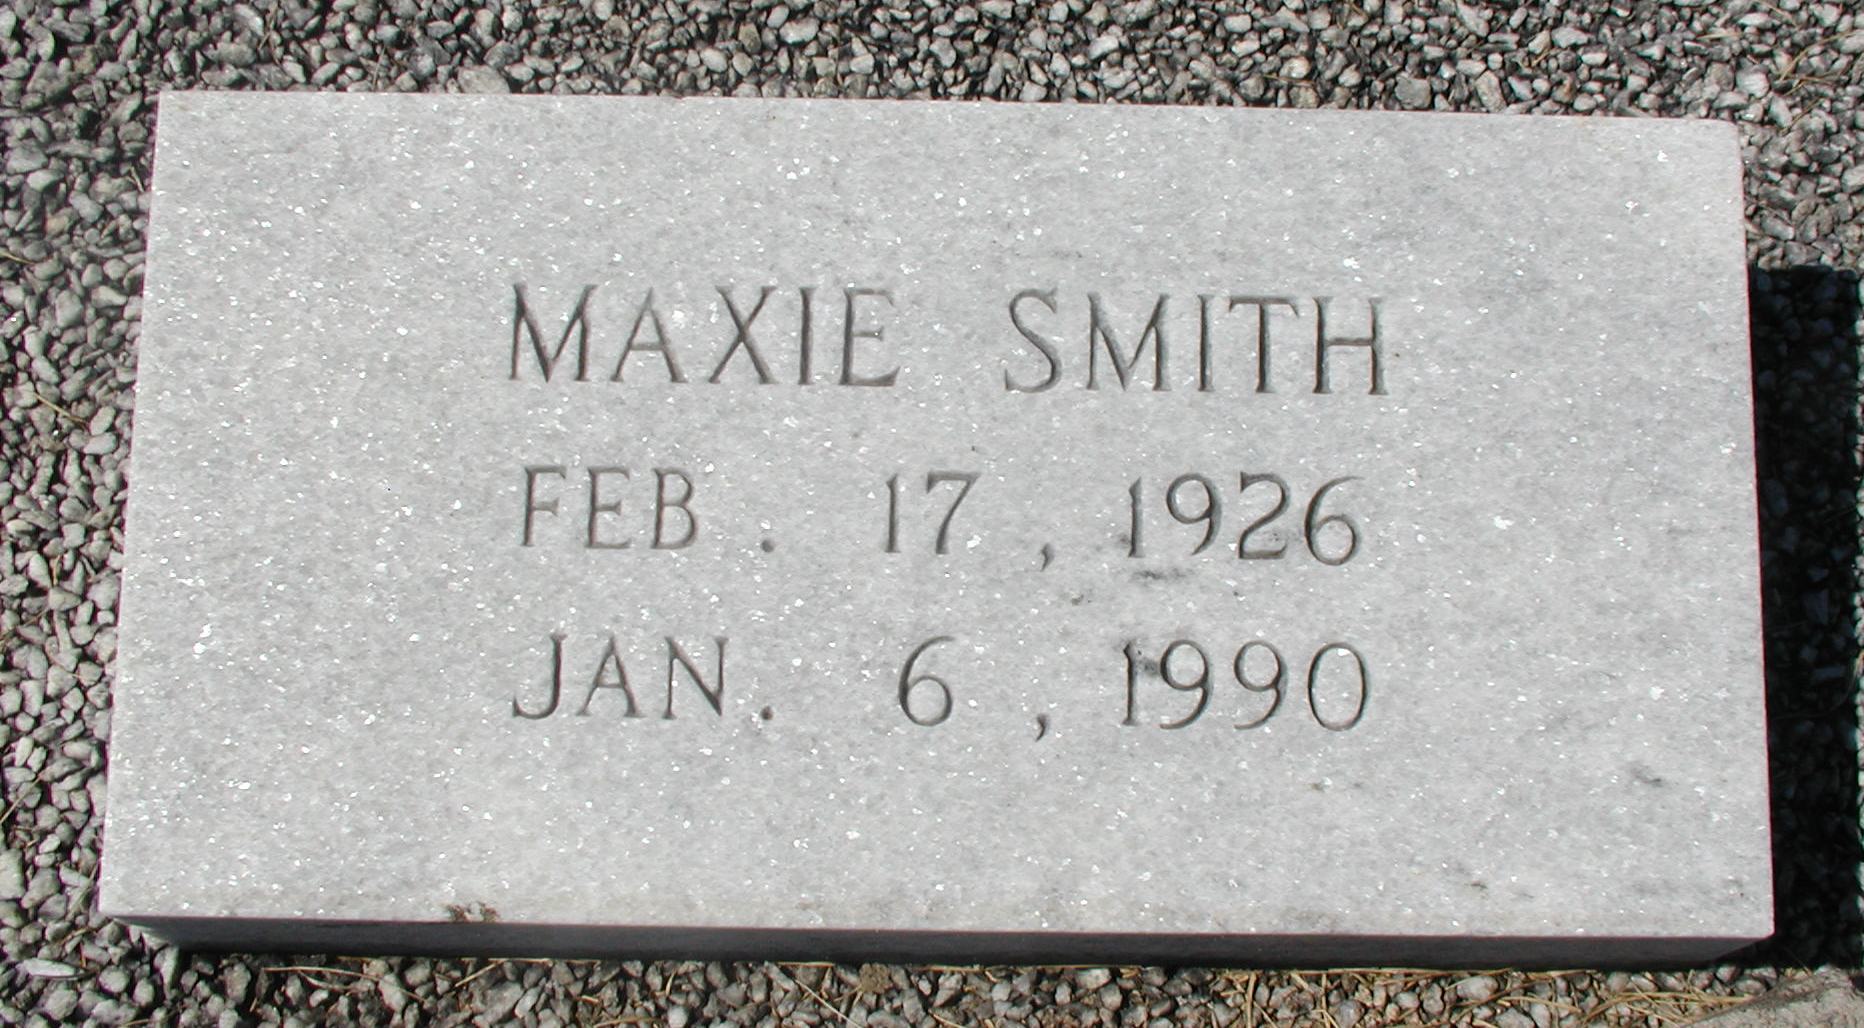 MAXIE SMITH
FEB. 17, 1926
JAN. 6, 1990